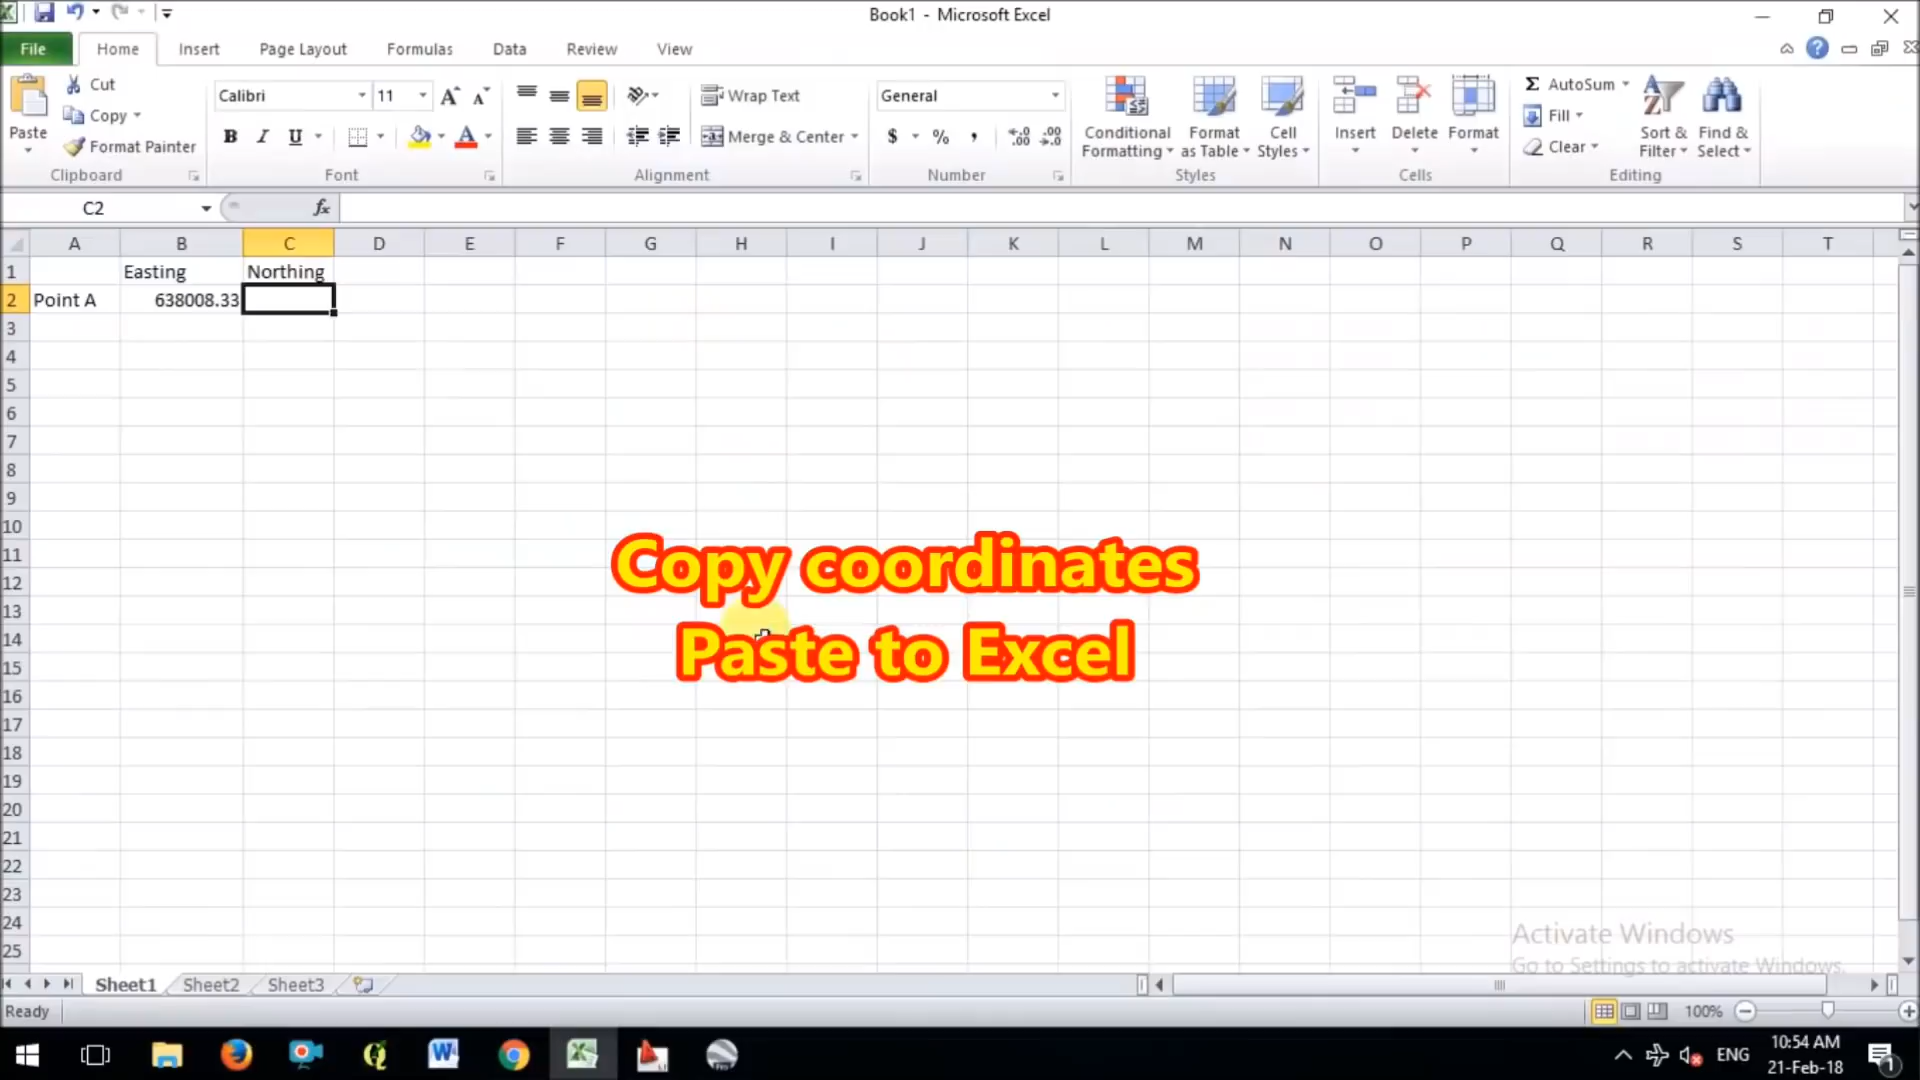 Book1 - Microsoft Excel
File Home Insert Page Layout Formulas Data Review View
Paste
Cut
Copy
Format Painter
Clipboard
Calibri 11
B I U
Font
Wrap Text
Merge & Center
Alignment
General
$ % ,
Number
Conditional Formatting
Format as Table
Cell Styles
Styles
Insert Delete Format
Cells
Σ AutoSum
Fill
Clear
Sort & Filter
Find & Select
Editing
C2 fx
A B C D E F G H I J K L M N O P Q R S T
1 Easting Northing
2 Point A 638008.33
3
4
5
6
7
8
9
10
11
12
13
14
15
16
17
18
19
20
21
22
23
24
25
Copy coordinates
Paste to Excel
Activate Windows
Go to Settings to activate Windows.
Sheet1 Sheet2 Sheet3
Ready 100%
ENG
10:54 AM
21-Feb-18
1